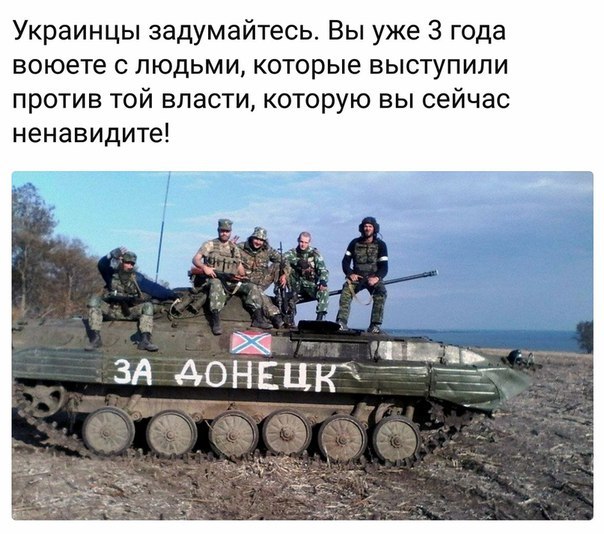 Украинцы задумайтесь. Вы уже 3 года
воюете с людьми, которые выступили
против той власти, которую вы сейчас
ненавидите!
ЗА ДОНЕЦК